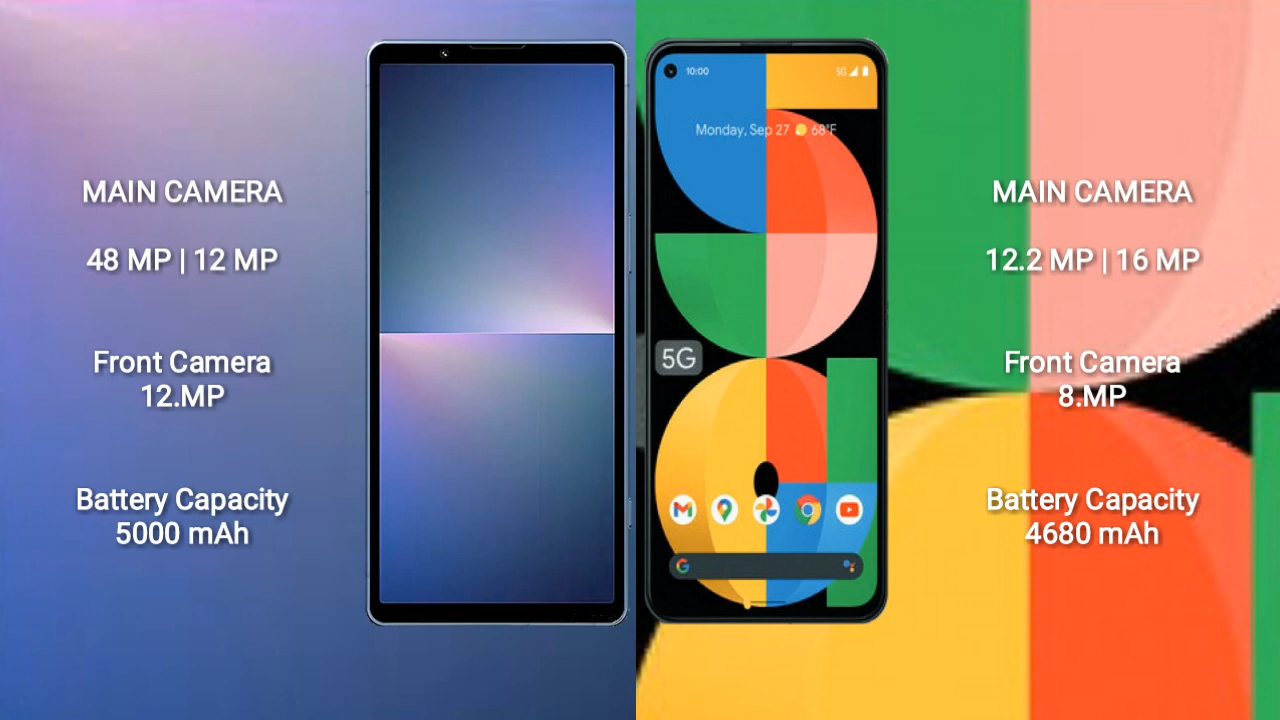 MAIN CAMERA
48 MP | 12 MP
Front Camera
12.MP
Battery Capacity
5000 mAh
10:00
5G
Monday, Sep 27 68°F
5G
MAIN CAMERA
12.2 MP | 16 MP
Front Camera
8.MP
Battery Capacity
4680 mAh